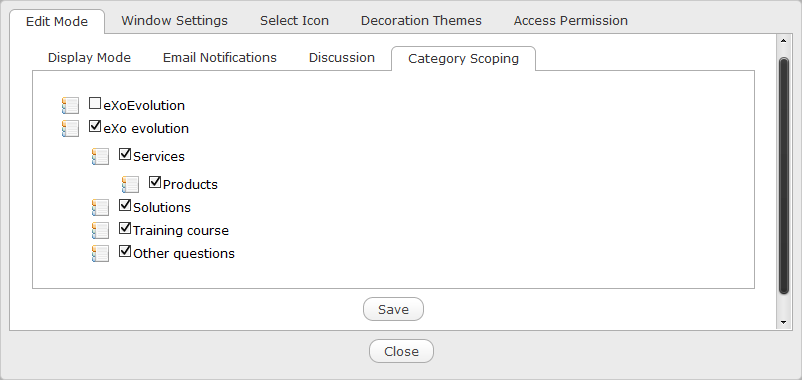 Edit Mode Window Settings Select Icon Decoration Themes Access Permission
Display Mode Email Notifications Discussion Category Scoping
eXoEvolution
eXo evolution
Services
Products
Solutions
Training course
Other questions
Save
Close